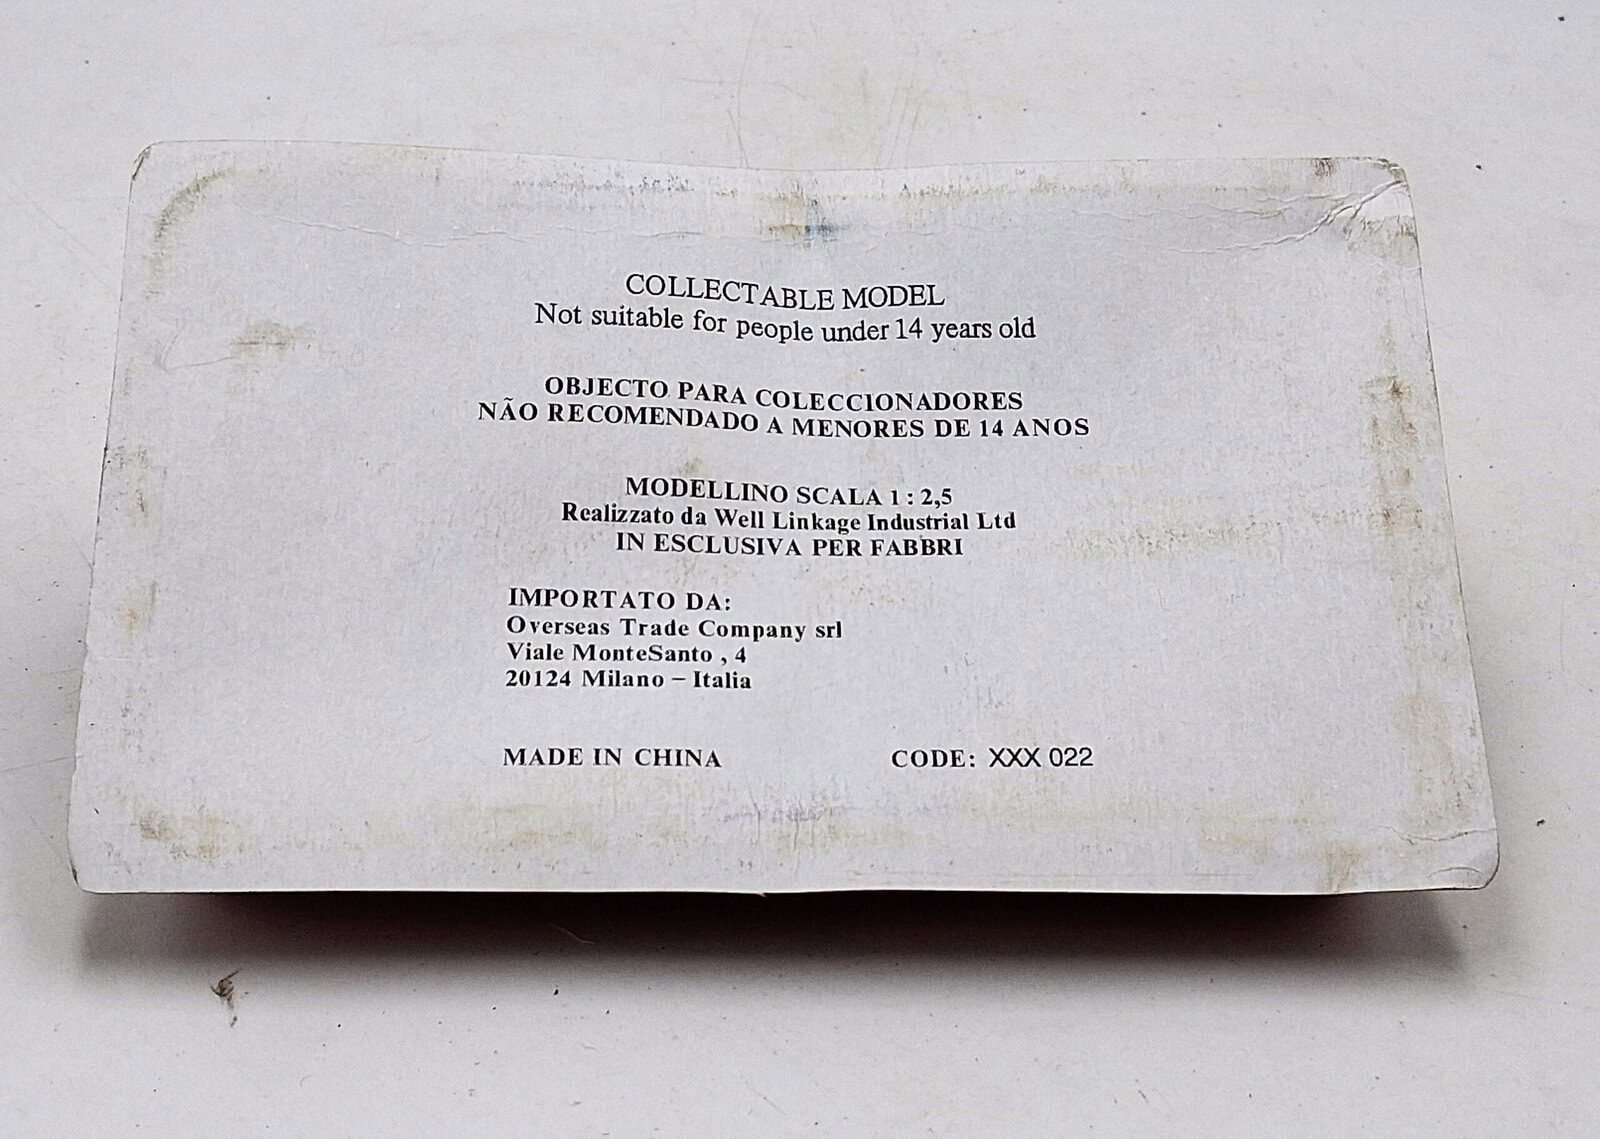 COLLECTABLE MODEL
Not suitable for people under 14 years old
OBJECTO PARA COLECCIONADORES
NÃO RECOMENDADO A MENORES DE 14 ANOS
MODELLINO SCALA 1 : 2,5
Realizzato da Well Linkage Industrial Ltd
IN ESCLUSIVA PER FABBRI
IMPORTATO DA:
Overseas Trade Company srl
Viale MonteSanto , 4
20124 Milano – Italia
MADE IN CHINA CODE: XXX 022